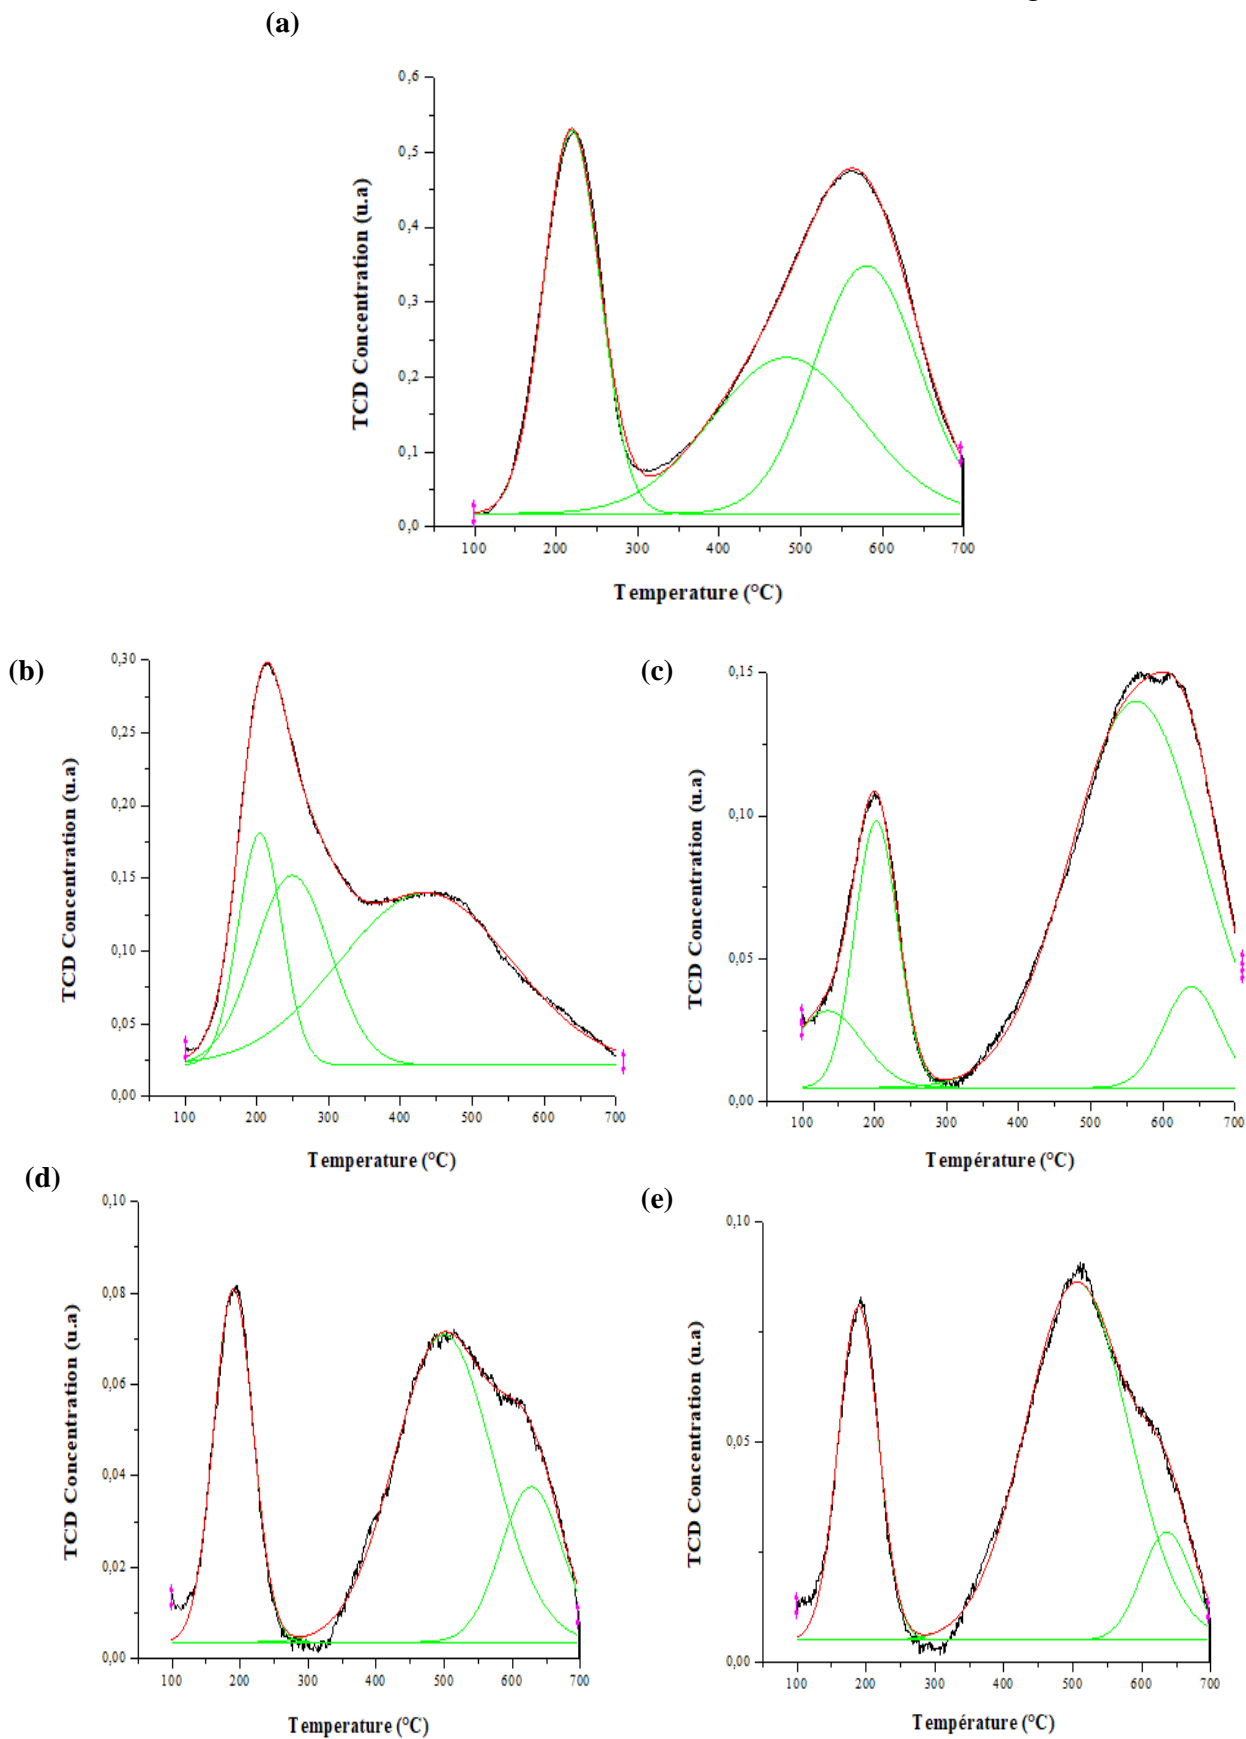 (a)
0,6
0,5
0,4
0,3
0,2
0,1
0,0
TCD Concentration (u.a)
100 200 300 400 500 600 700
Temperature (°C)
(b)
0,30
0,25
0,20
0,15
0,10
0,05
0,00
TCD Concentration (u.a)
100 200 300 400 500 600 700
Temperature (°C)
(c)
0,15
0,10
0,05
0,00
TCD Concentration (u.a)
100 200 300 400 500 600 700
Température (°C)
(d)
0,10
0,08
0,06
0,04
0,02
0,00
TCD Concentration (u.a)
100 200 300 400 500 600 700
Temperature (°C)
(e)
0,10
0,05
0,00
TCD Concentration (u.a)
100 200 300 400 500 600 700
Température (°C)